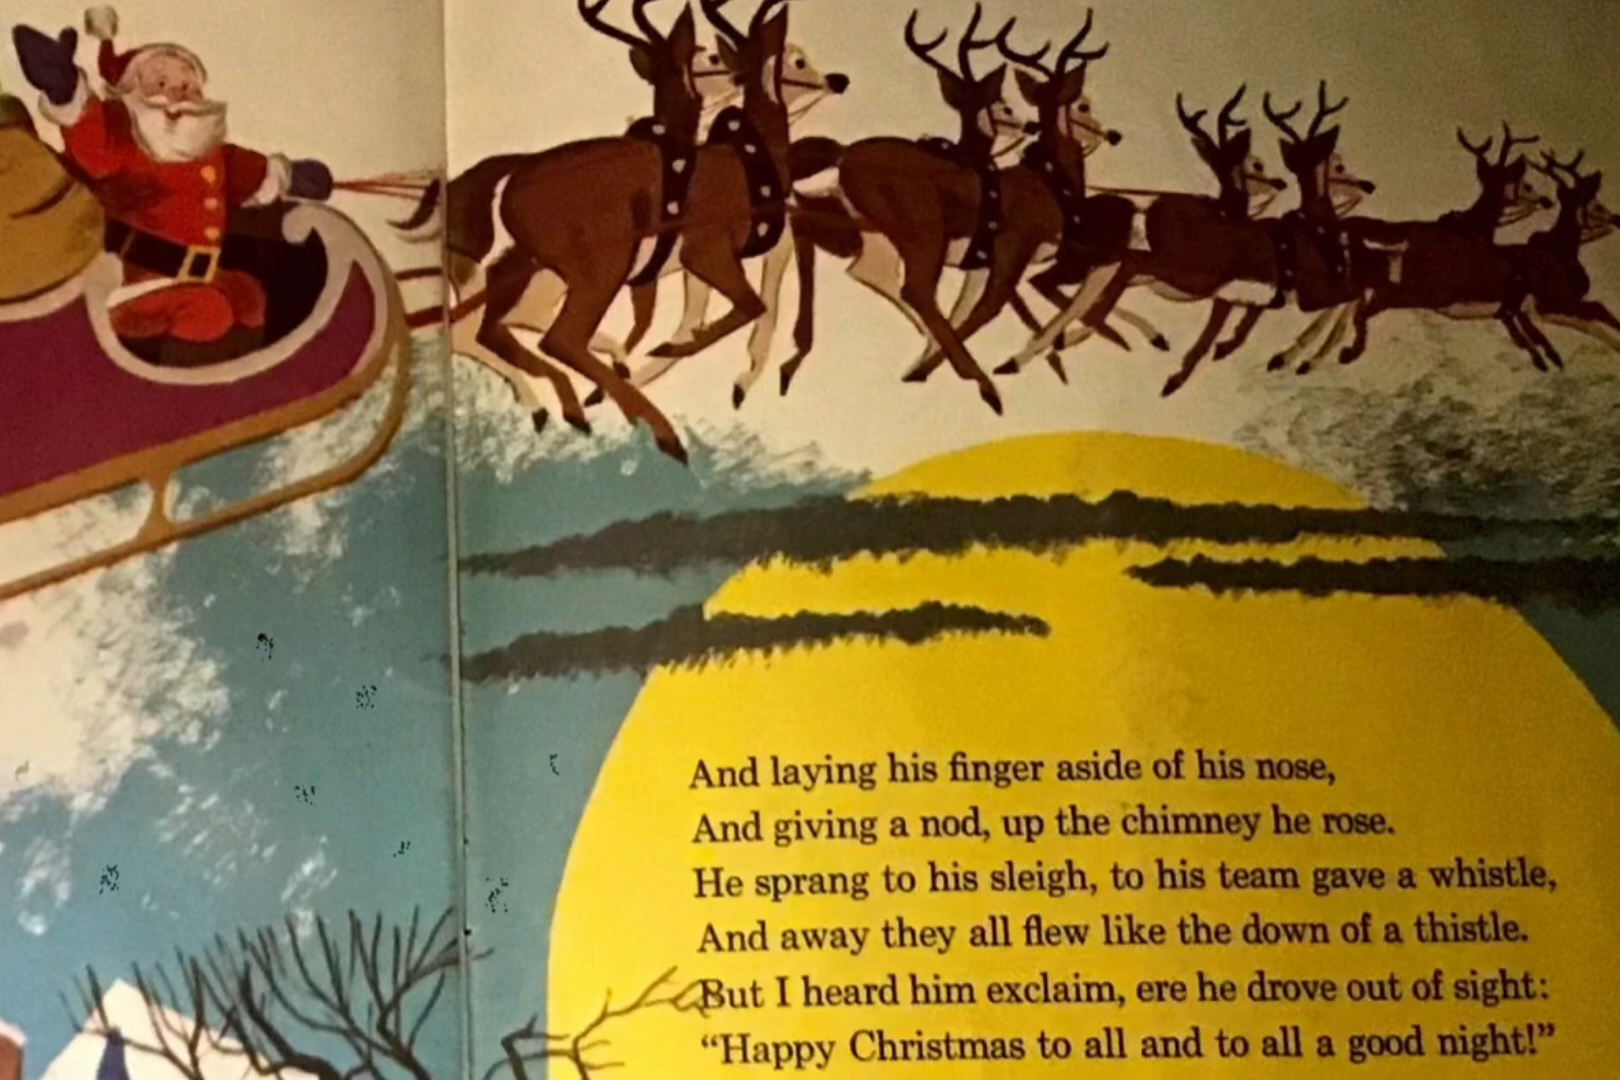 And laying his finger aside of his nose,
And giving a nod, up the chimney he rose.
He sprang to his sleigh, to his team gave a whistle,
And away they all flew like the down of a thistle.
But I heard him exclaim, ere he drove out of sight:
“Happy Christmas to all and to all a good night!”